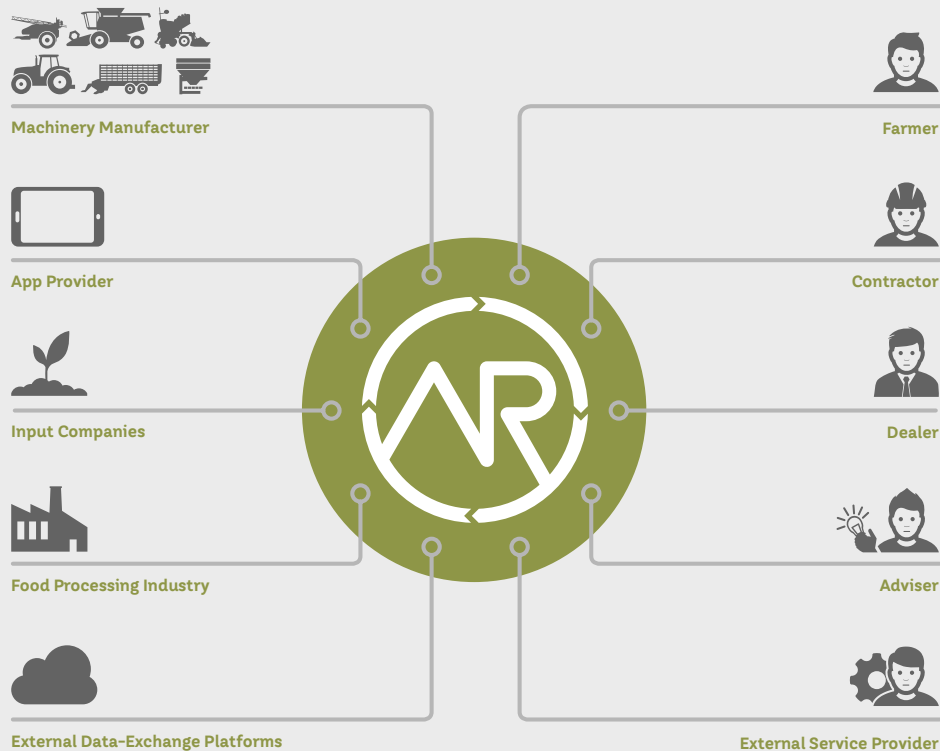 Machinery Manufacturer
Farmer
App Provider
Contractor
AR
Input Companies
Dealer
Food Processing Industry
Adviser
External Data-Exchange Platforms
External Service Provider